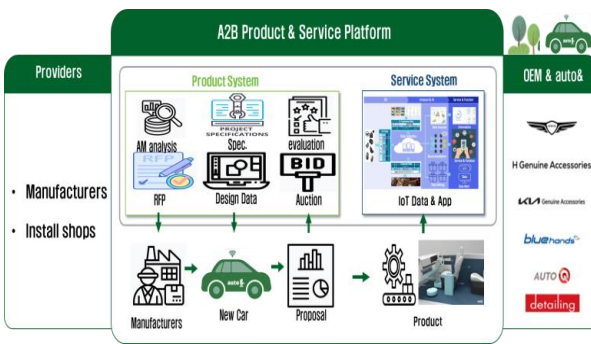 A2B Product & Service Platform
Providers
• Manufacturers
• Install shops
Product System
AM analysis
PROJECT
SPECIFICATIONS
Spec.
evaluation
RFP
RFP
Design Data
BID
Auction
Service System
IoT Data & App
Manufacturers
auto
New Car
Proposal
Product
auto
OEM & auto&
H Genuine Accessories
KIA Genuine Accessories
bluehands
AUTO Q
detailing